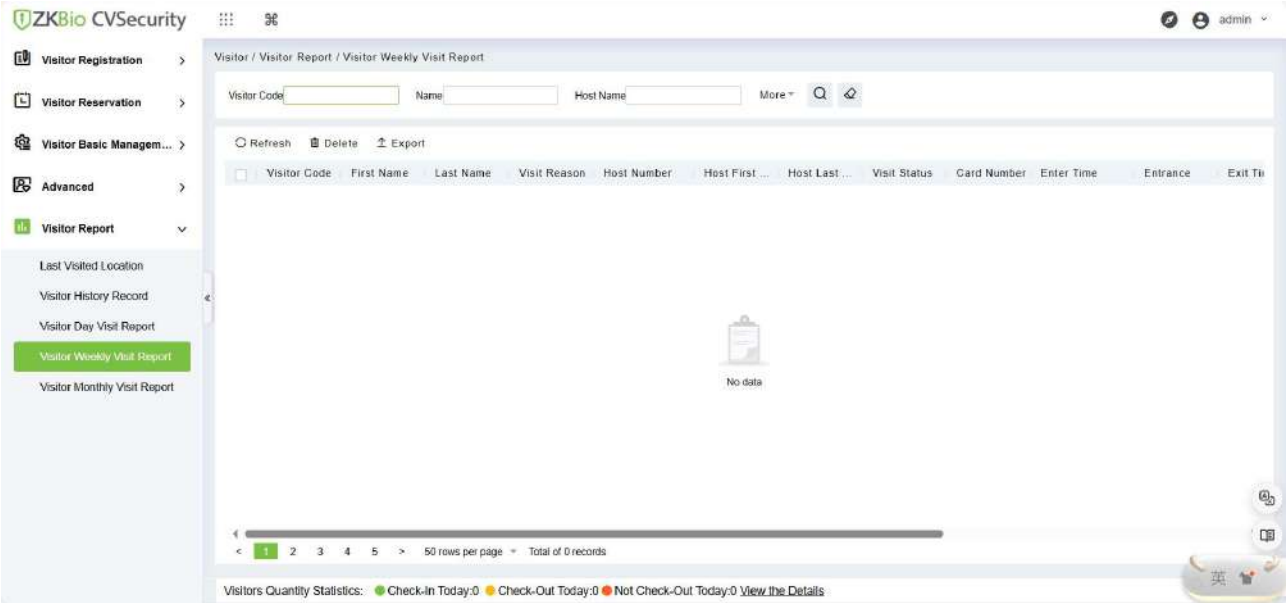 ZKBio CVSecurity
admin
Visitor Registration
Visitor Reservation
Visitor Basic Managem...
Advanced
Visitor Report
Last Visited Location
Visitor History Record
Visitor Day Visit Report
Visitor Weekly Visit Report
Visitor Monthly Visit Report
Visitor / Visitor Report / Visitor Weekly Visit Report
Visitor Code Name Host Name More
Refresh Delete Export
Visitor Code First Name Last Name Visit Reason Host Number Host First ... Host Last ... Visit Status Card Number Enter Time Entrance Exit Ti
No data
< 1 2 3 4 5 > 50 rows per page Total of 0 records
Visitors Quantity Statistics: Check-In Today:0 Check-Out Today:0 Not Check-Out Today:0 View the Details
英